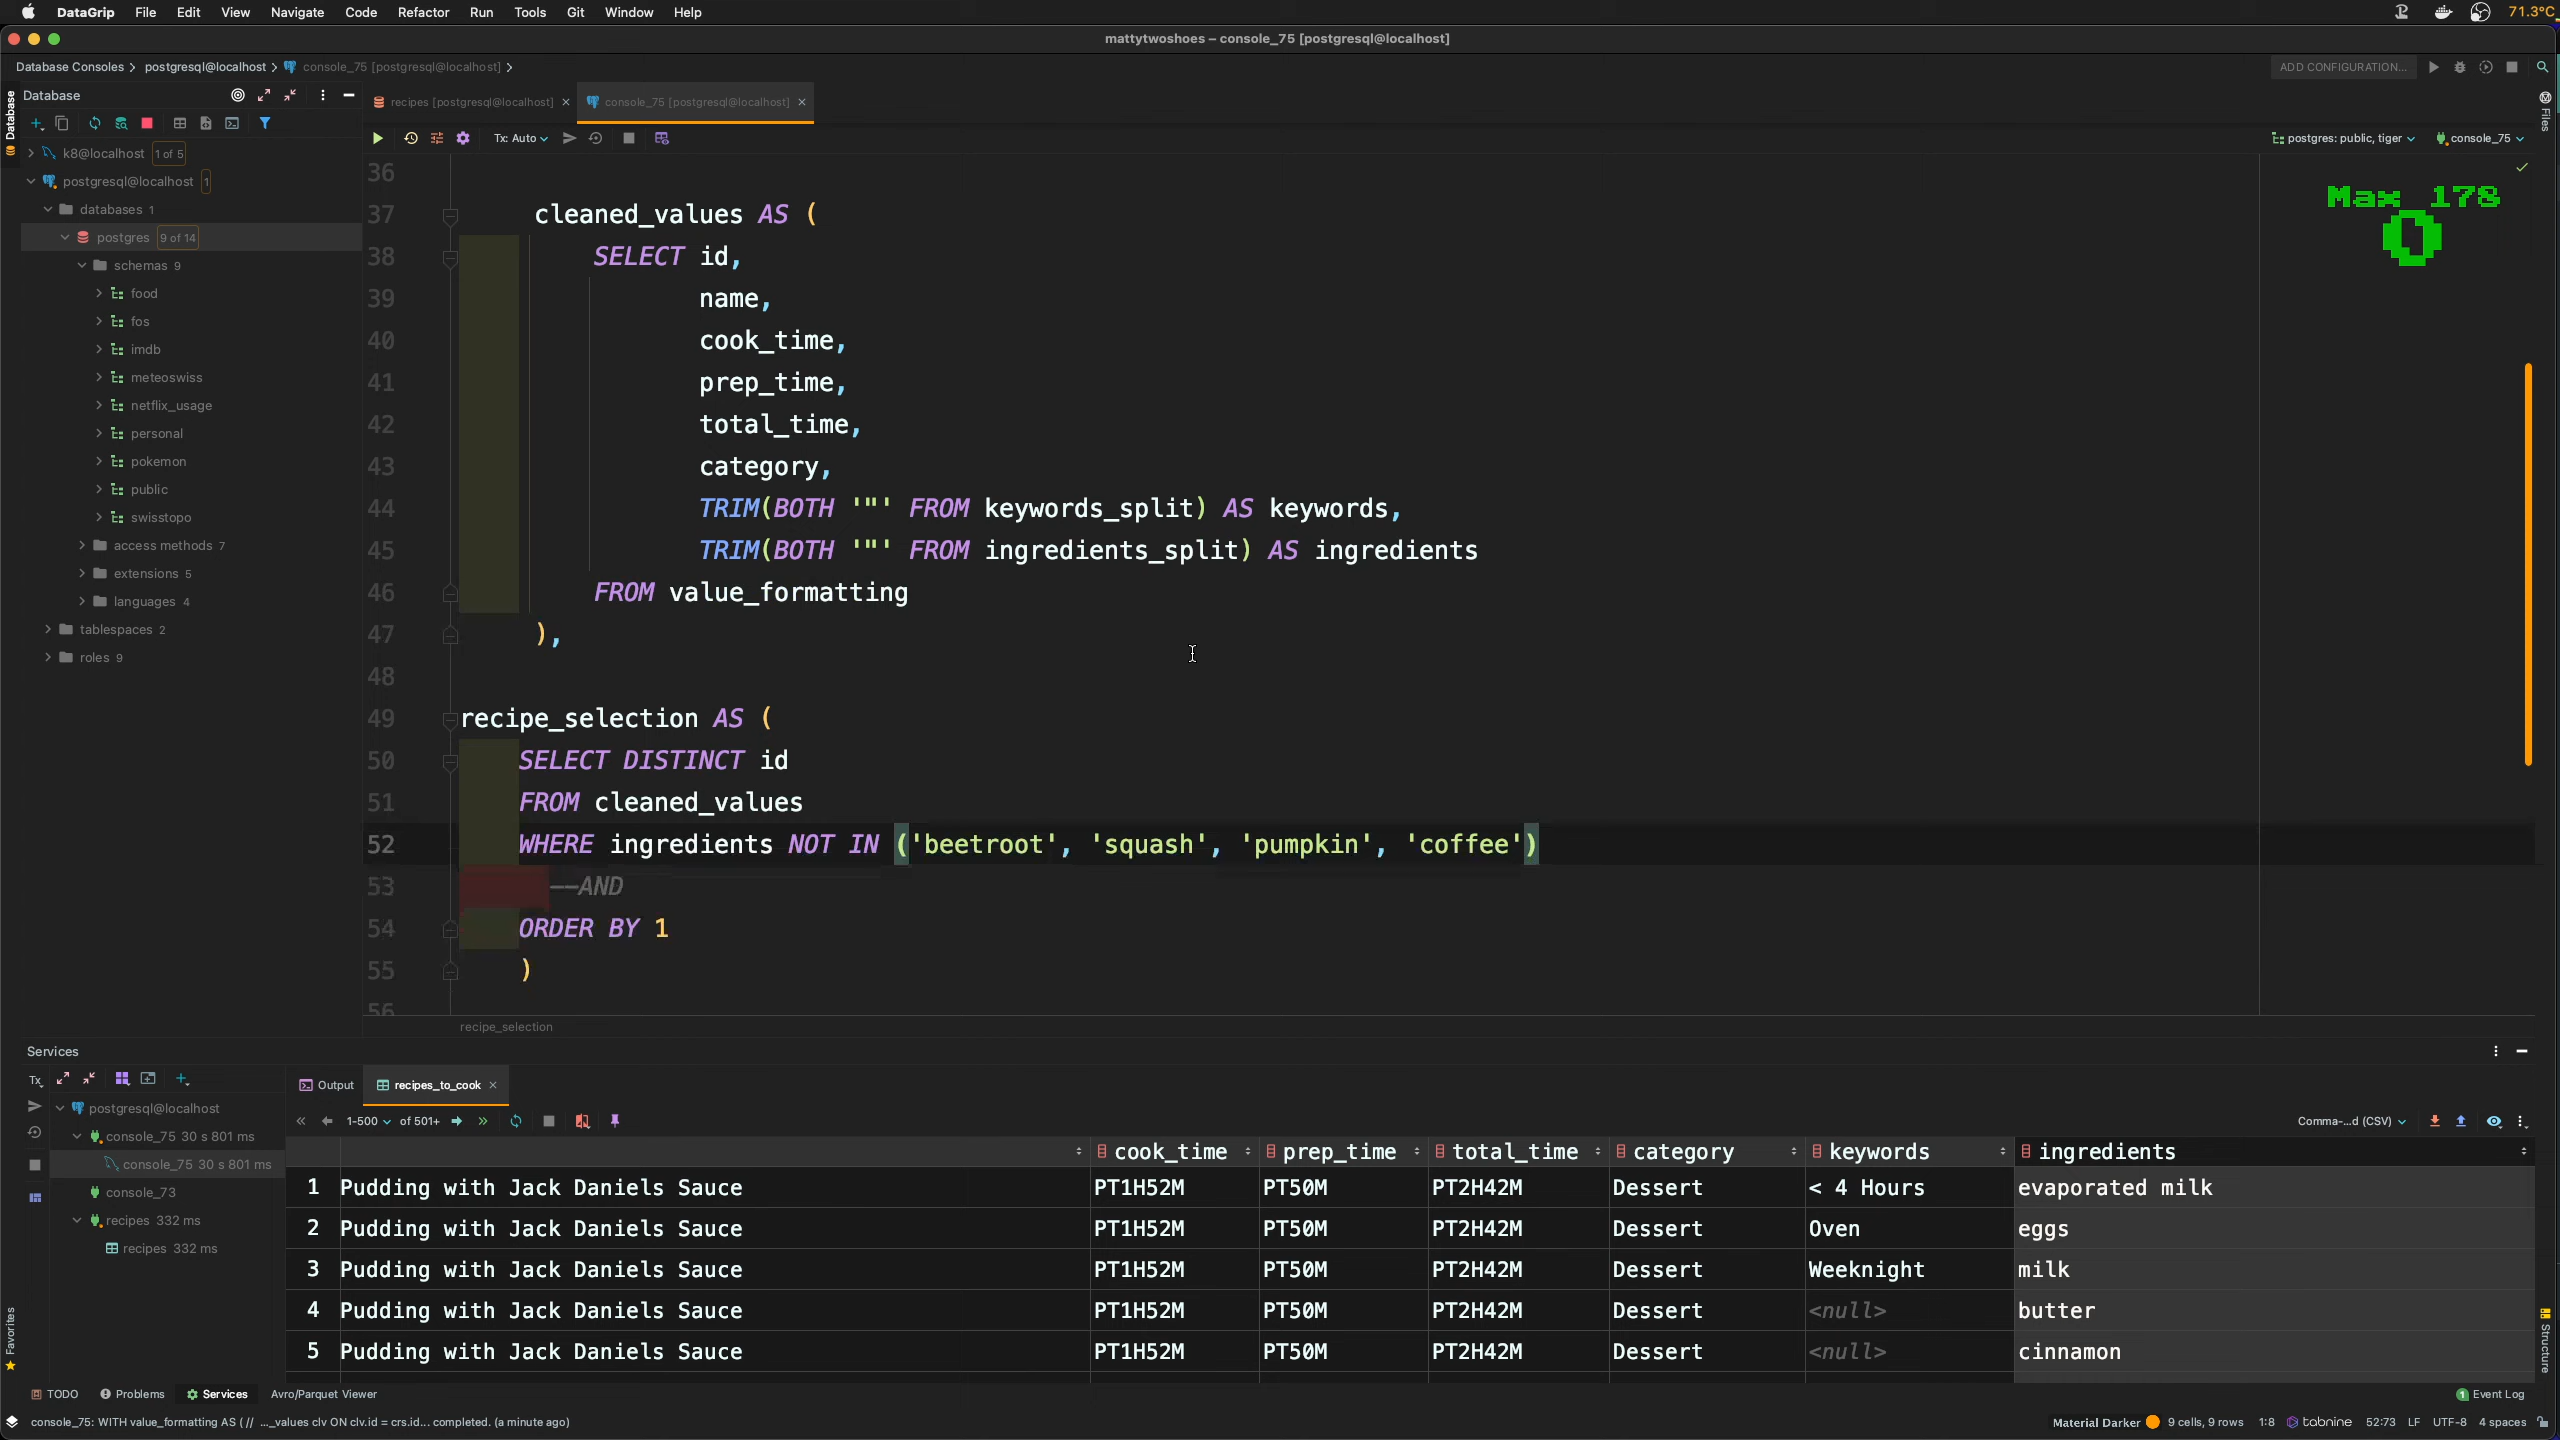 DataGrip File Edit View Navigate Code Refactor Run Tools Git Window Help 71.3°C
mattytwoshoes – console_75 [postgresql@localhost]
Database Consoles postgresql@localhost console_75 [postgresql@localhost] ADD CONFIGURATION...
Database
recipes [postgresql@localhost]
console_75 [postgresql@localhost]
Tx: Auto
postgres: public, tiger
console_75
Database
Files
k8@localhost 1 of 5
postgresql@localhost 1
databases 1
postgres 9 of 14
schemas 9
food
fos
imdb
meteoswiss
netflix_usage
personal
pokemon
public
swisstopo
access methods 7
extensions 5
languages 4
tablespaces 2
roles 9
Max 178
0
36
37 cleaned_values AS (
38 SELECT id,
39 name,
40 cook_time,
41 prep_time,
42 total_time,
43 category,
44 TRIM(BOTH '"' FROM keywords_split) AS keywords,
45 TRIM(BOTH '"' FROM ingredients_split) AS ingredients
46 FROM value_formatting
47 ),
48
49 recipe_selection AS (
50 SELECT DISTINCT id
51 FROM cleaned_values
52 WHERE ingredients NOT IN ('beetroot', 'squash', 'pumpkin', 'coffee')
53 --AND
54 ORDER BY 1
55 )
56
recipe_selection
Services
Tx
postgresql@localhost
console_75 30 s 801 ms
console_75 30 s 801 ms
console_73
recipes 332 ms
recipes 332 ms
Output
recipes_to_cook
1-500 of 501+
Comma-...d (CSV)
cook_time prep_time total_time category keywords ingredients
1 Pudding with Jack Daniels Sauce PT1H52M PT50M PT2H42M Dessert < 4 Hours evaporated milk
2 Pudding with Jack Daniels Sauce PT1H52M PT50M PT2H42M Dessert Oven eggs
3 Pudding with Jack Daniels Sauce PT1H52M PT50M PT2H42M Dessert Weeknight milk
4 Pudding with Jack Daniels Sauce PT1H52M PT50M PT2H42M Dessert <null> butter
5 Pudding with Jack Daniels Sauce PT1H52M PT50M PT2H42M Dessert <null> cinnamon
Favorites
Structure
TODO Problems Services Avro/Parquet Viewer 1 Event Log
console_75: WITH value_formatting AS ( // ..._values clv ON clv.id = crs.id... completed. (a minute ago) Material Darker 9 cells, 9 rows 1:8 tabnine 52:73 LF UTF-8 4 spaces